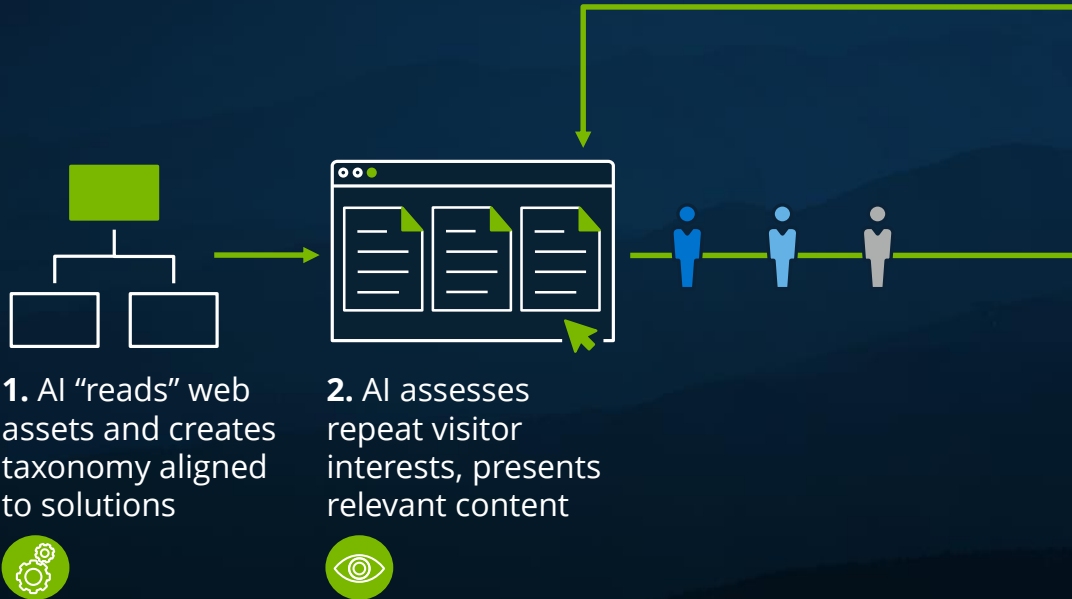 1. AI “reads” web
assets and creates
taxonomy aligned
to solutions
2. AI assesses
repeat visitor
interests, presents
relevant content